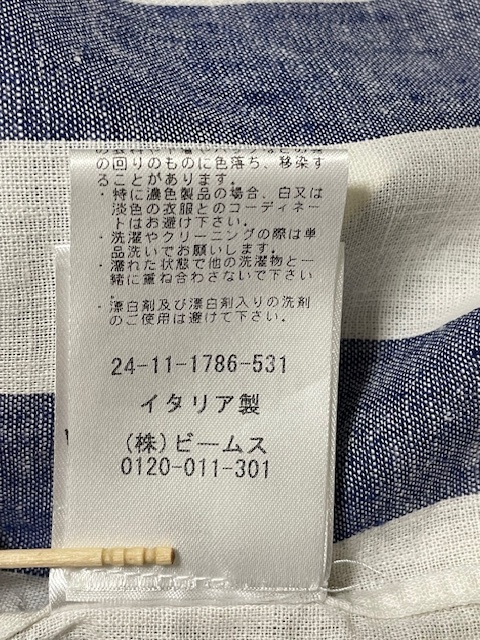 の回りのものに色落ち、移染す
ることがあります。
・特に濃色製品の場合、白又は
淡色の衣服とのコーディネー
トはお避け下さい。
・洗濯やクリーニングの際は単
品洗いでお願いします。
・濡れた状態で他の洗濯物と一
緒に重ね合わさないで下さい
。
・漂白剤及び漂白剤入りの洗剤
のご使用は避けて下さい。
24-11-1786-531
イタリア製
(株)ビームス
0120-011-301